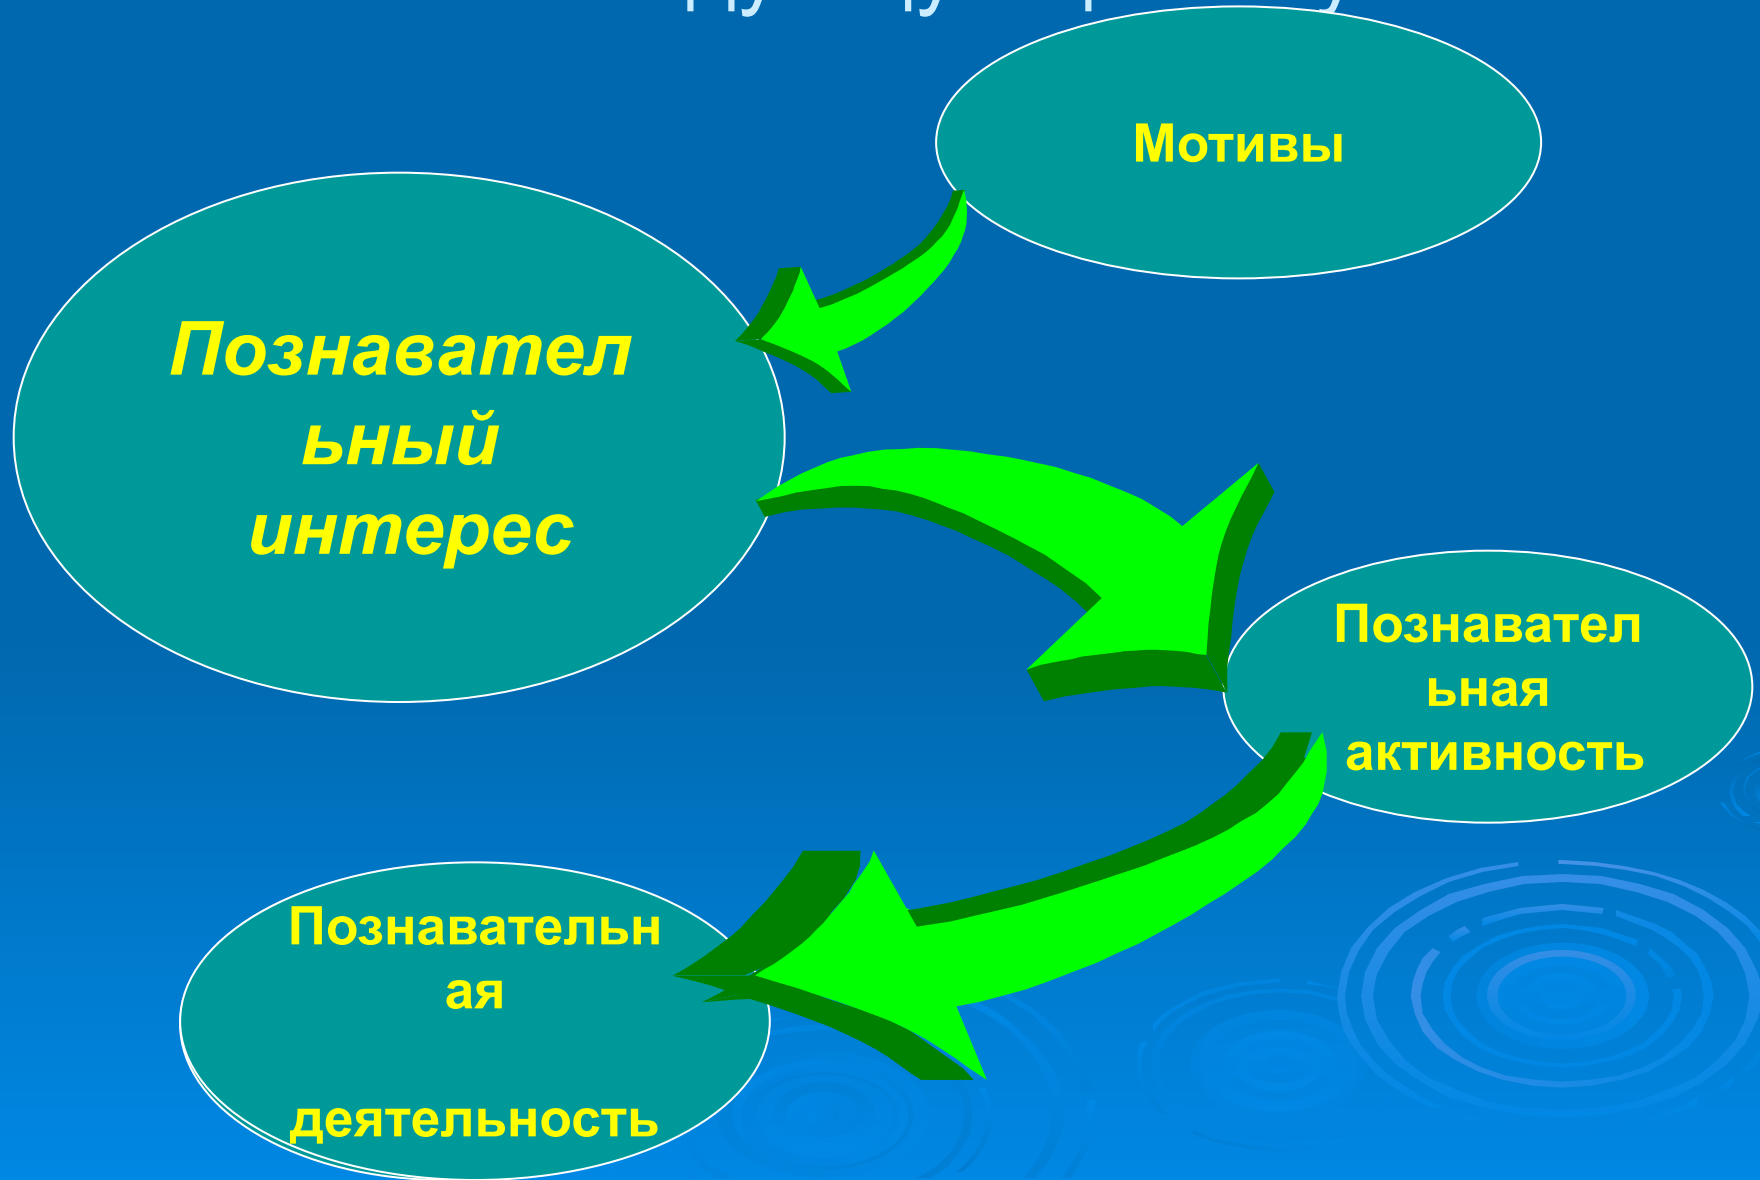 Мотивы
Познавател
ьный
интерес
Познавател
ьная
активность
Познавательн
ая
деятельность